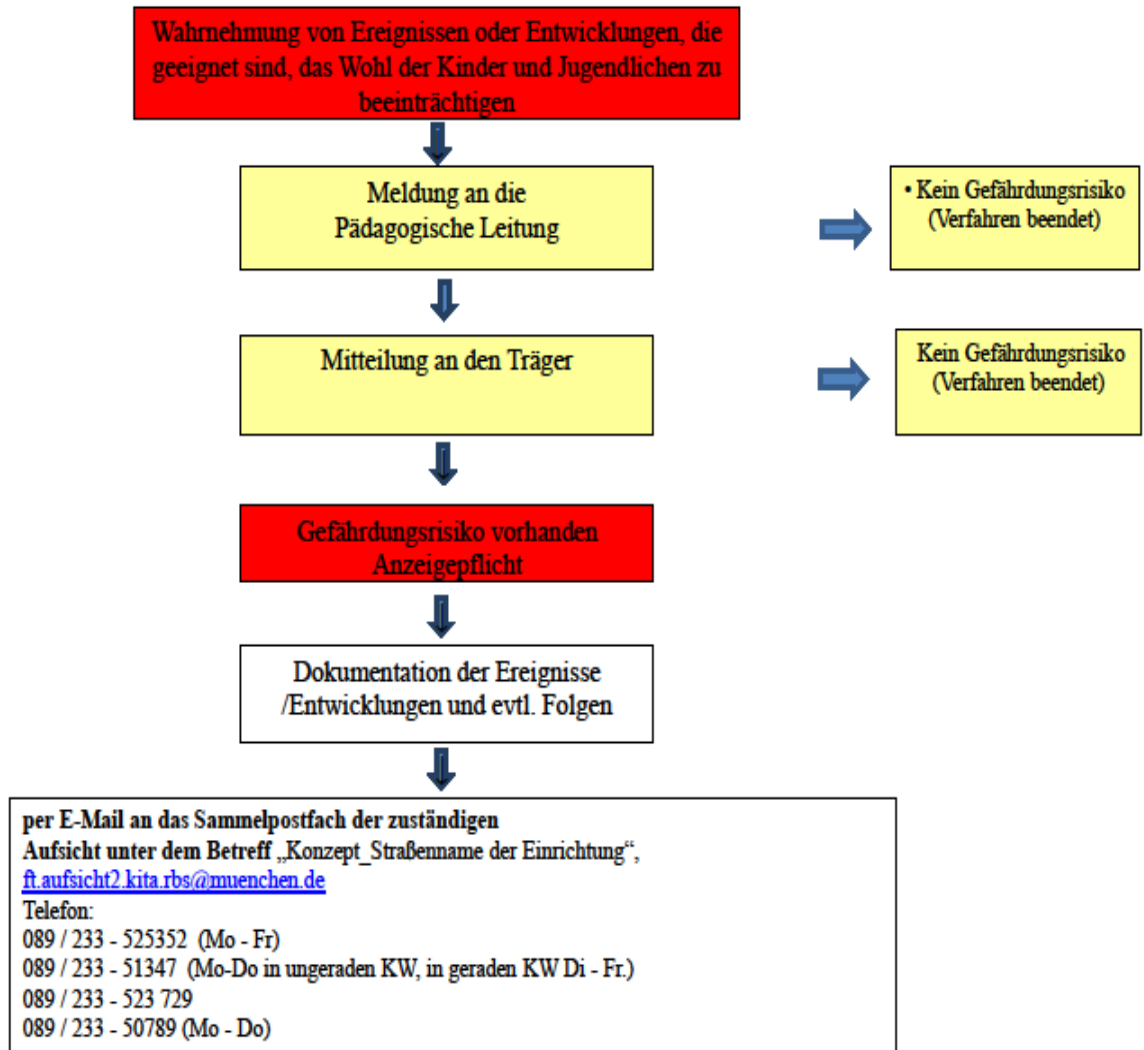 Wahrnehmung von Ereignissen oder Entwicklungen, die
geeignet sind, das Wohl der Kinder und Jugendlichen zu
beeinträchtigen
Meldung an die
Pädagogische Leitung
• Kein Gefährdungsrisiko
(Verfahren beendet)
Mitteilung an den Träger
Kein Gefährdungsrisiko
(Verfahren beendet)
Gefährdungsrisiko vorhanden
Anzeigepflicht
Dokumentation der Ereignisse
/Entwicklungen und evtl. Folgen
per E-Mail an das Sammelpostfach der zuständigen
Aufsicht unter dem Betreff „Konzept_Straßenname der Einrichtung“,
ft.aufsicht2.kita.rbs@muenchen.de
Telefon:
089 / 233 - 525352 (Mo - Fr)
089 / 233 - 51347 (Mo-Do in ungeraden KW, in geraden KW Di - Fr.)
089 / 233 - 523 729
089 / 233 - 50789 (Mo - Do)